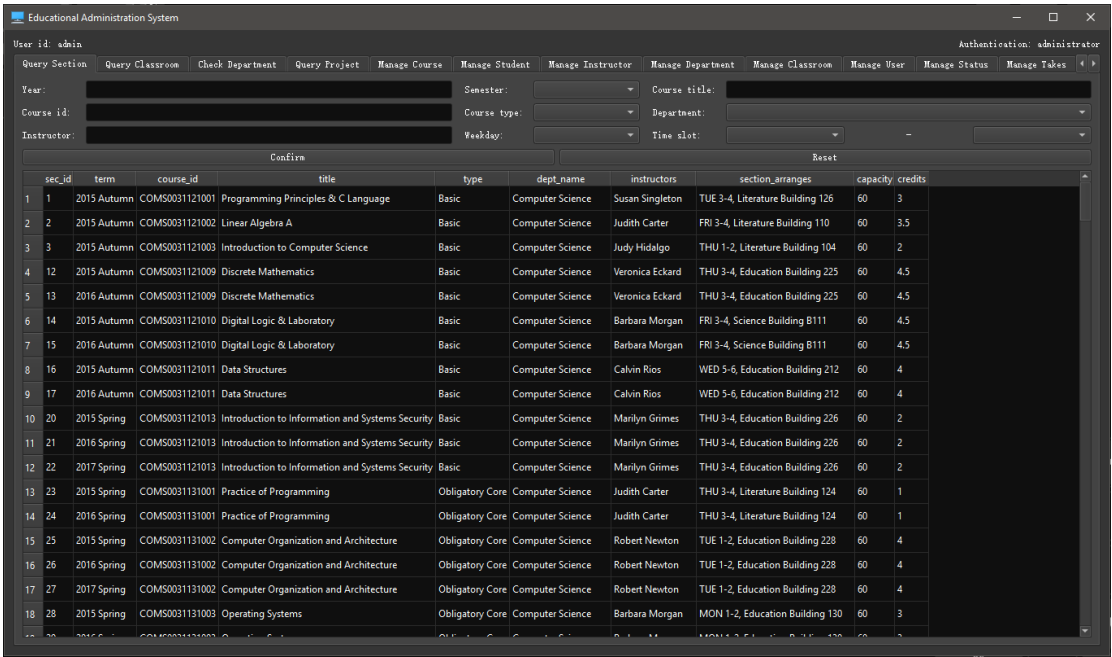 Educational Administration System
User id: admin Authentication: administrator
Query Section Query Classroom Check Department Query Project Manage Course Manage Student Manage Instructor Manage Department Manage Classroom Manage User Manage Status Manage Takes
Year: Semester: Course title:
Course id: Course type: Department:
Instructor: Weekday: Time slot: –
Confirm Reset
sec_id term course_id title type dept_name instructors section_arranges capacity credits
1 1 2015 Autumn COMS0031121001 Programming Principles & C Language Basic Computer Science Susan Singleton TUE 3-4, Literature Building 126 60 3
2 2 2015 Autumn COMS0031121002 Linear Algebra A Basic Computer Science Judith Carter FRI 3-4, Literature Building 110 60 3.5
3 3 2015 Autumn COMS0031121003 Introduction to Computer Science Basic Computer Science Judy Hidalgo THU 1-2, Literature Building 104 60 2
4 12 2015 Autumn COMS0031121009 Discrete Mathematics Basic Computer Science Veronica Eckard THU 3-4, Education Building 225 60 4.5
5 13 2016 Autumn COMS0031121009 Discrete Mathematics Basic Computer Science Veronica Eckard THU 3-4, Education Building 225 60 4.5
6 14 2015 Autumn COMS0031121010 Digital Logic & Laboratory Basic Computer Science Barbara Morgan FRI 3-4, Science Building B111 60 4.5
7 15 2016 Autumn COMS0031121010 Digital Logic & Laboratory Basic Computer Science Barbara Morgan FRI 3-4, Science Building B111 60 4.5
8 16 2015 Autumn COMS0031121011 Data Structures Basic Computer Science Calvin Rios WED 5-6, Education Building 212 60 4
9 17 2016 Autumn COMS0031121011 Data Structures Basic Computer Science Calvin Rios WED 5-6, Education Building 212 60 4
10 20 2015 Spring COMS0031121013 Introduction to Information and Systems Security Basic Computer Science Marilyn Grimes THU 3-4, Education Building 226 60 2
11 21 2016 Spring COMS0031121013 Introduction to Information and Systems Security Basic Computer Science Marilyn Grimes THU 3-4, Education Building 226 60 2
12 22 2017 Spring COMS0031121013 Introduction to Information and Systems Security Basic Computer Science Marilyn Grimes THU 3-4, Education Building 226 60 2
13 23 2015 Spring COMS0031131001 Practice of Programming Obligatory Core Computer Science Judith Carter THU 3-4, Literature Building 124 60 1
14 24 2016 Spring COMS0031131001 Practice of Programming Obligatory Core Computer Science Judith Carter THU 3-4, Literature Building 124 60 1
15 25 2015 Spring COMS0031131002 Computer Organization and Architecture Obligatory Core Computer Science Robert Newton TUE 1-2, Education Building 228 60 4
16 26 2016 Spring COMS0031131002 Computer Organization and Architecture Obligatory Core Computer Science Robert Newton TUE 1-2, Education Building 228 60 4
17 27 2017 Spring COMS0031131002 Computer Organization and Architecture Obligatory Core Computer Science Robert Newton TUE 1-2, Education Building 228 60 4
18 28 2015 Spring COMS0031131003 Operating Systems Obligatory Core Computer Science Barbara Morgan MON 1-2, Education Building 130 60 3